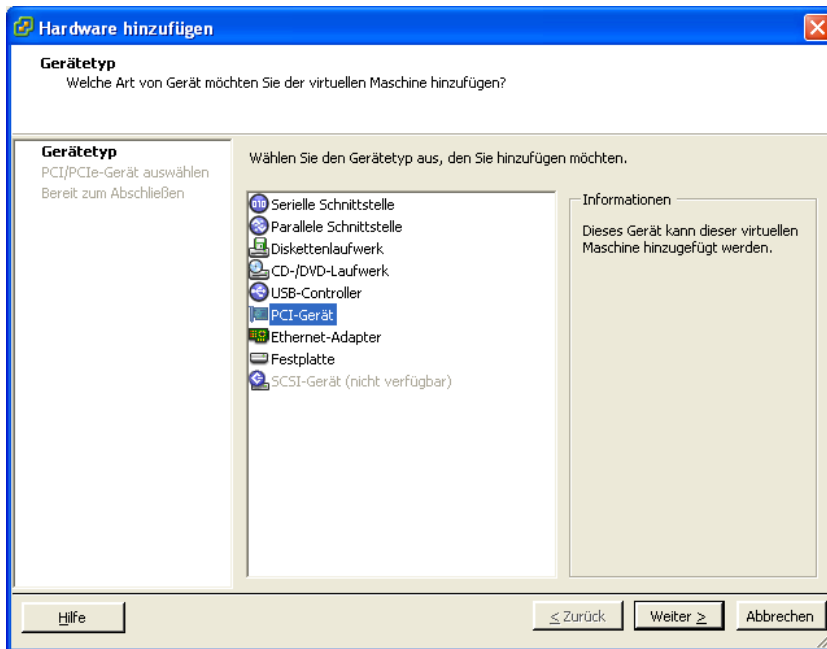 Hardware hinzufügen
Gerätetyp
Welche Art von Gerät möchten Sie der virtuellen Maschine hinzufügen?
Gerätetyp
PCI/PCIe-Gerät auswählen
Bereit zum Abschließen
Wählen Sie den Gerätetyp aus, den Sie hinzufügen möchten.
Serielle Schnittstelle
Parallele Schnittstelle
Diskettenlaufwerk
CD-/DVD-Laufwerk
USB-Controller
PCI-Gerät
Ethernet-Adapter
Festplatte
SCSI-Gerät (nicht verfügbar)
Informationen
Dieses Gerät kann dieser virtuellen
Maschine hinzugefügt werden.
Hilfe
< Zurück
Weiter >
Abbrechen